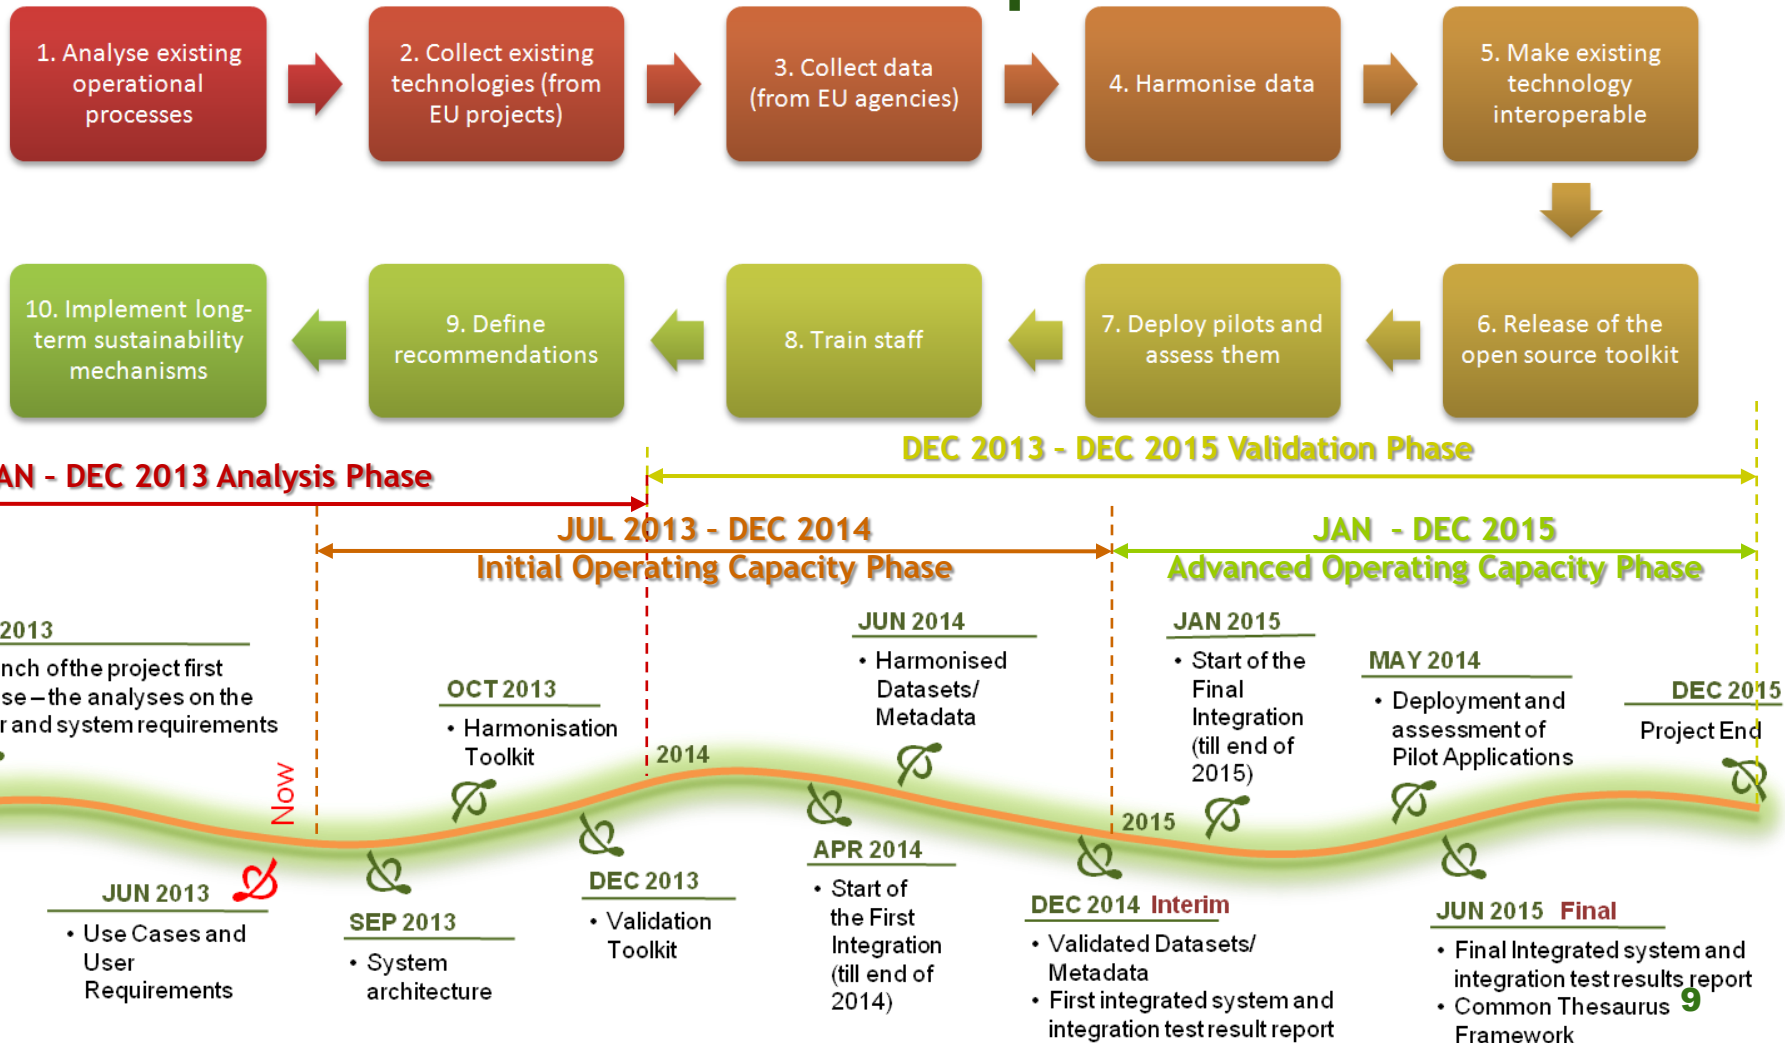 1. Analyse existing
operational
processes
2. Collect existing
technologies (from
EU projects)
3. Collect data
(from EU agencies)
4. Harmonise data
5. Make existing
technology
interoperable
10. Implement long-
term sustainability
mechanisms
9. Define
recommendations
8. Train staff
7. Deploy pilots and
assess them
6. Release of the
open source toolkit
DEC 2013 - DEC 2015 Validation Phase
AN - DEC 2013 Analysis Phase
JUL 2013 - DEC 2014
Initial Operating Capacity Phase
JAN - DEC 2015
Advanced Operating Capacity Phase
2013
nch of the project first
se – the analyses on the
r and system requirements
Now
JUN 2013
• Use Cases and
User
Requirements
SEP 2013
• System
architecture
OCT 2013
• Harmonisation
Toolkit
DEC 2013
• Validation
Toolkit
2014
APR 2014
• Start of
the First
Integration
(till end of
2014)
JUN 2014
• Harmonised
Datasets/
Metadata
DEC 2014 Interim
• Validated Datasets/
Metadata
• First integrated system and
integration test result report
2015
JAN 2015
• Start of the
Final
Integration
(till end of
2015)
MAY 2014
• Deployment and
assessment of
Pilot Applications
JUN 2015 Final
• Final Integrated system and
integration test results report
• Common Thesaurus
Framework
DEC 2015
Project End
9